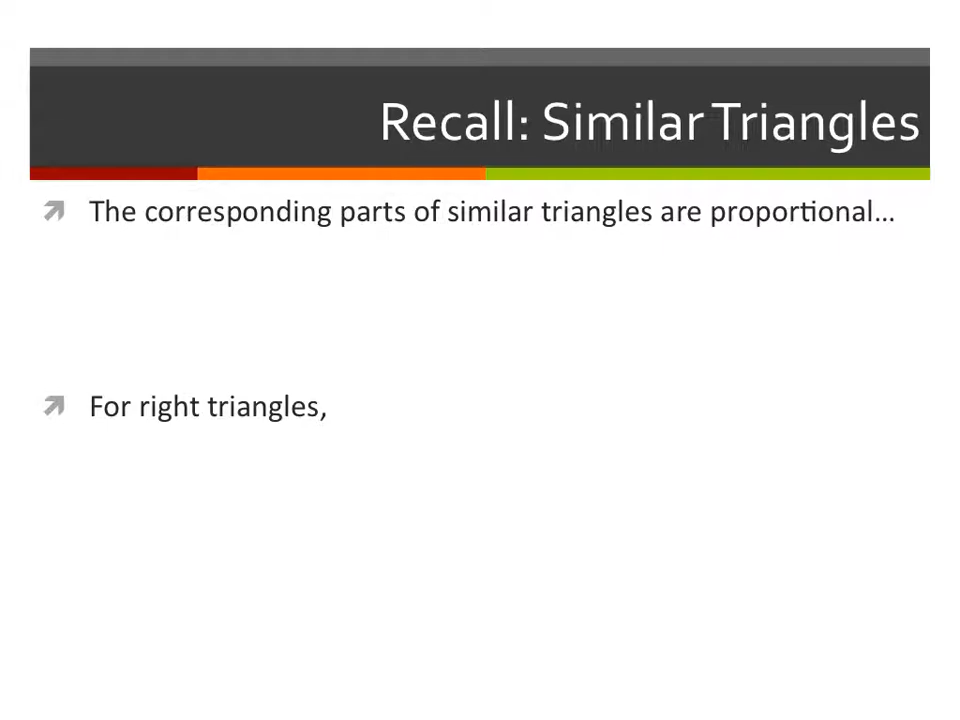 Recall: Similar Triangles
The corresponding parts of similar triangles are proportional…
For right triangles,